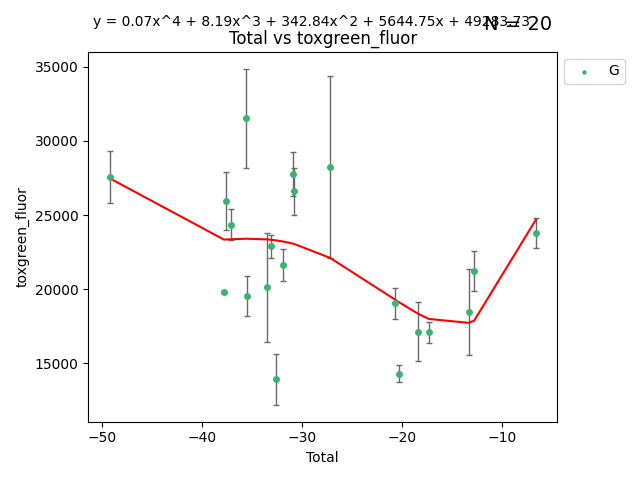 y = 0.07x^4 + 8.19x^3 + 342.84x^2 + 5644.75x + 49283.73
N = 20
Total vs toxgreen_fluor
G
35000
30000
25000
20000
15000
toxgreen_fluor
−50 −40 −30 −20 −10
Total